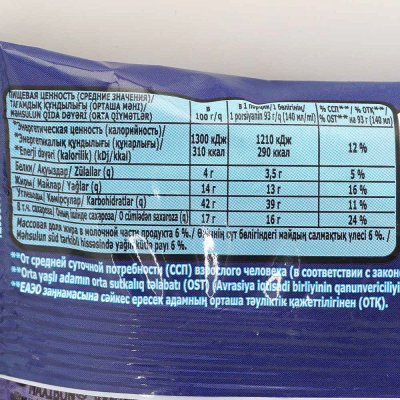 ПИЩЕВАЯ ЦЕННОСТЬ (СРЕДНИЕ ЗНАЧЕНИЯ)/
ТАҒАМДЫҚ ҚҰНДЫЛЫҒЫ (ОРТАША МӘНІ)/
MƏHSULUN QİDA DƏYƏRİ (ORTA QİYMƏTLƏR)
в 100 г/q
в 1 порции/1 бөлігінің/
1 porsiyanın 93 г/q (140 мл/ml)
% ССП**/ % ОТҚ**/
% OST** на 93 г (140 мл)
*Энергетическая ценность (калорийность)/
*Энергетикалық құндылығы (құнарлығы)/
*Enerji dəyəri (kalorilik) (kDj/kkal)
1300 кДж 1210 кДж
310 ккал 290 ккал
12 %
Белки/ Ақуыздар/ Zülallar (q) 4 г 3,5 г 5 %
Жиры/ Майлар/ Yağlar (q) 14 г 13 г 16 %
Углеводы/ Көмірсулар/ Karbohidratlar (q) 42 г 39 г 11 %
в т.ч. сахароза/ Оның ішінде сахароза/ O cümlədən saxaroza (q) 17 г 16 г 24 %
Массовая доля жира в молочной части продукта 6 % / Өнімнің сүт бөлігіндегі майдың салмақтық үлесі 6 % /
Məhsulun süd tərkibli hissəsində yağın kütlə payı 6 %
**От средней суточной потребности (ССП) взрослого человека (в соответствии с
**Orta yaşlı adamın orta sutkalıq tələbatı (OST) (Avrasiya iqtisadi birliyinin
**ЕАЭО заңнамасына сәйкес ересек адамның орташа тәуліктік қажеттілігінен (ОТҚ).